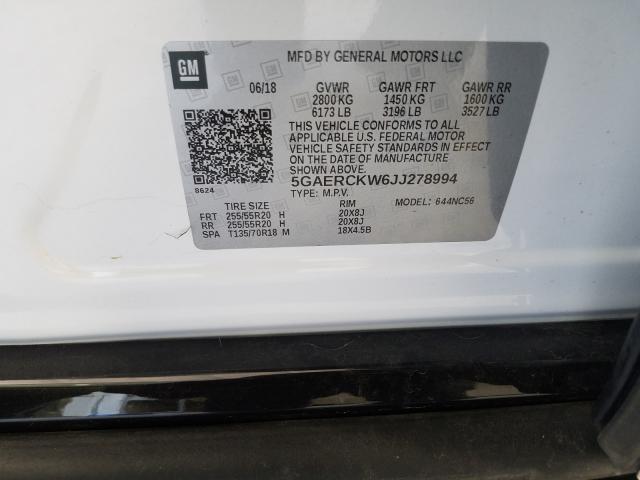 GM
MFD BY GENERAL MOTORS LLC
06/18 GVWR GAWR FRT GAWR RR
2800 KG 1450 KG 1600 KG
6173 LB 3196 LB 3527 LB
THIS VEHICLE CONFORMS TO ALL
APPLICABLE U.S. FEDERAL MOTOR
VEHICLE SAFETY STANDARDS IN EFFECT
ON THE DATE OF MANUFACTURE SHOWN ABOVE.
5GAERCKW6JJ278994
8624
TYPE: M.P.V. MODEL: 644NC56
TIRE SIZE RIM
FRT 255/55R20 H 20X8J
RR 255/55R20 H 20X8J
SPA T135/70R18 M 18X4.5B